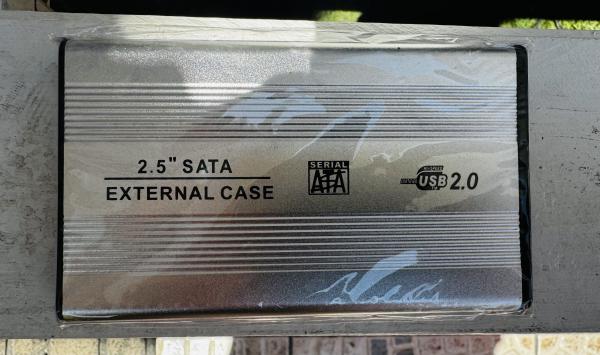 2.5" SATA
EXTERNAL CASE
SERIAL
ATA
USB 2.0